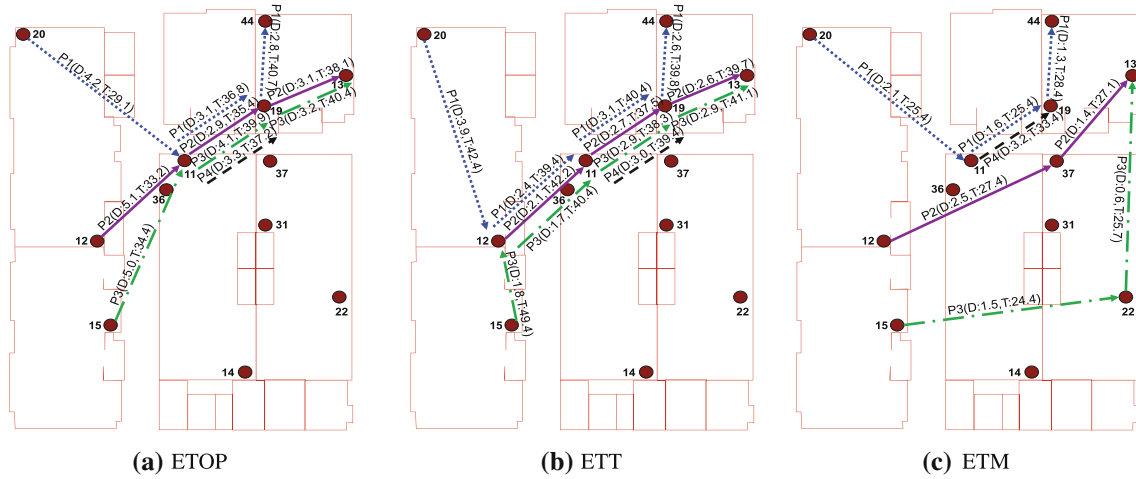 44
20
P1(D:4.2,T:29.1)
P1(D:2.8,T:40.7)
P2(D:3.1,T:38.1)
13
P1(D:3.1,T:36.8)
19
P2(D:2.9,T:35.4)
P3(D:3.2,T:40.4)
P3(D:4.1,T:39.9)
P4(D:3.3,T:37.2)
11
37
36
P2(D:5.1,T:33.2)
31
12
P3(D:5.0,T:34.4)
22
15
14
(a) ETOP
44
20
P1(D:3.9,T:42.4)
P1(D:2.6,T:39.8)
P2(D:2.6,T:39.7)
13
P1(D:3.1,T:40.4)
19
P2(D:2.7,T:37.5)
P3(D:2.9,T:41.1)
P3(D:2.9,T:38.3)
P4(D:3.0,T:39.4)
11
37
P1(D:2.4,T:39.4)
36
P2(D:2.1,T:42.2)
P3(D:1.7,T:40.4)
31
12
P3(D:1.8,T:49.4)
22
15
14
(b) ETT
44
20
P1(D:2.1,T:25.4)
P1(D:1.3,T:28.4)
13
P1(D:1.6,T:25.4)
19
P4(D:3.2,T:33.4)
P2(D:1.4,T:27.1)
11
37
36
P2(D:2.5,T:27.4)
31
12
P3(D:0.6,T:25.7)
P3(D:1.5,T:24.4)
22
15
14
(c) ETM